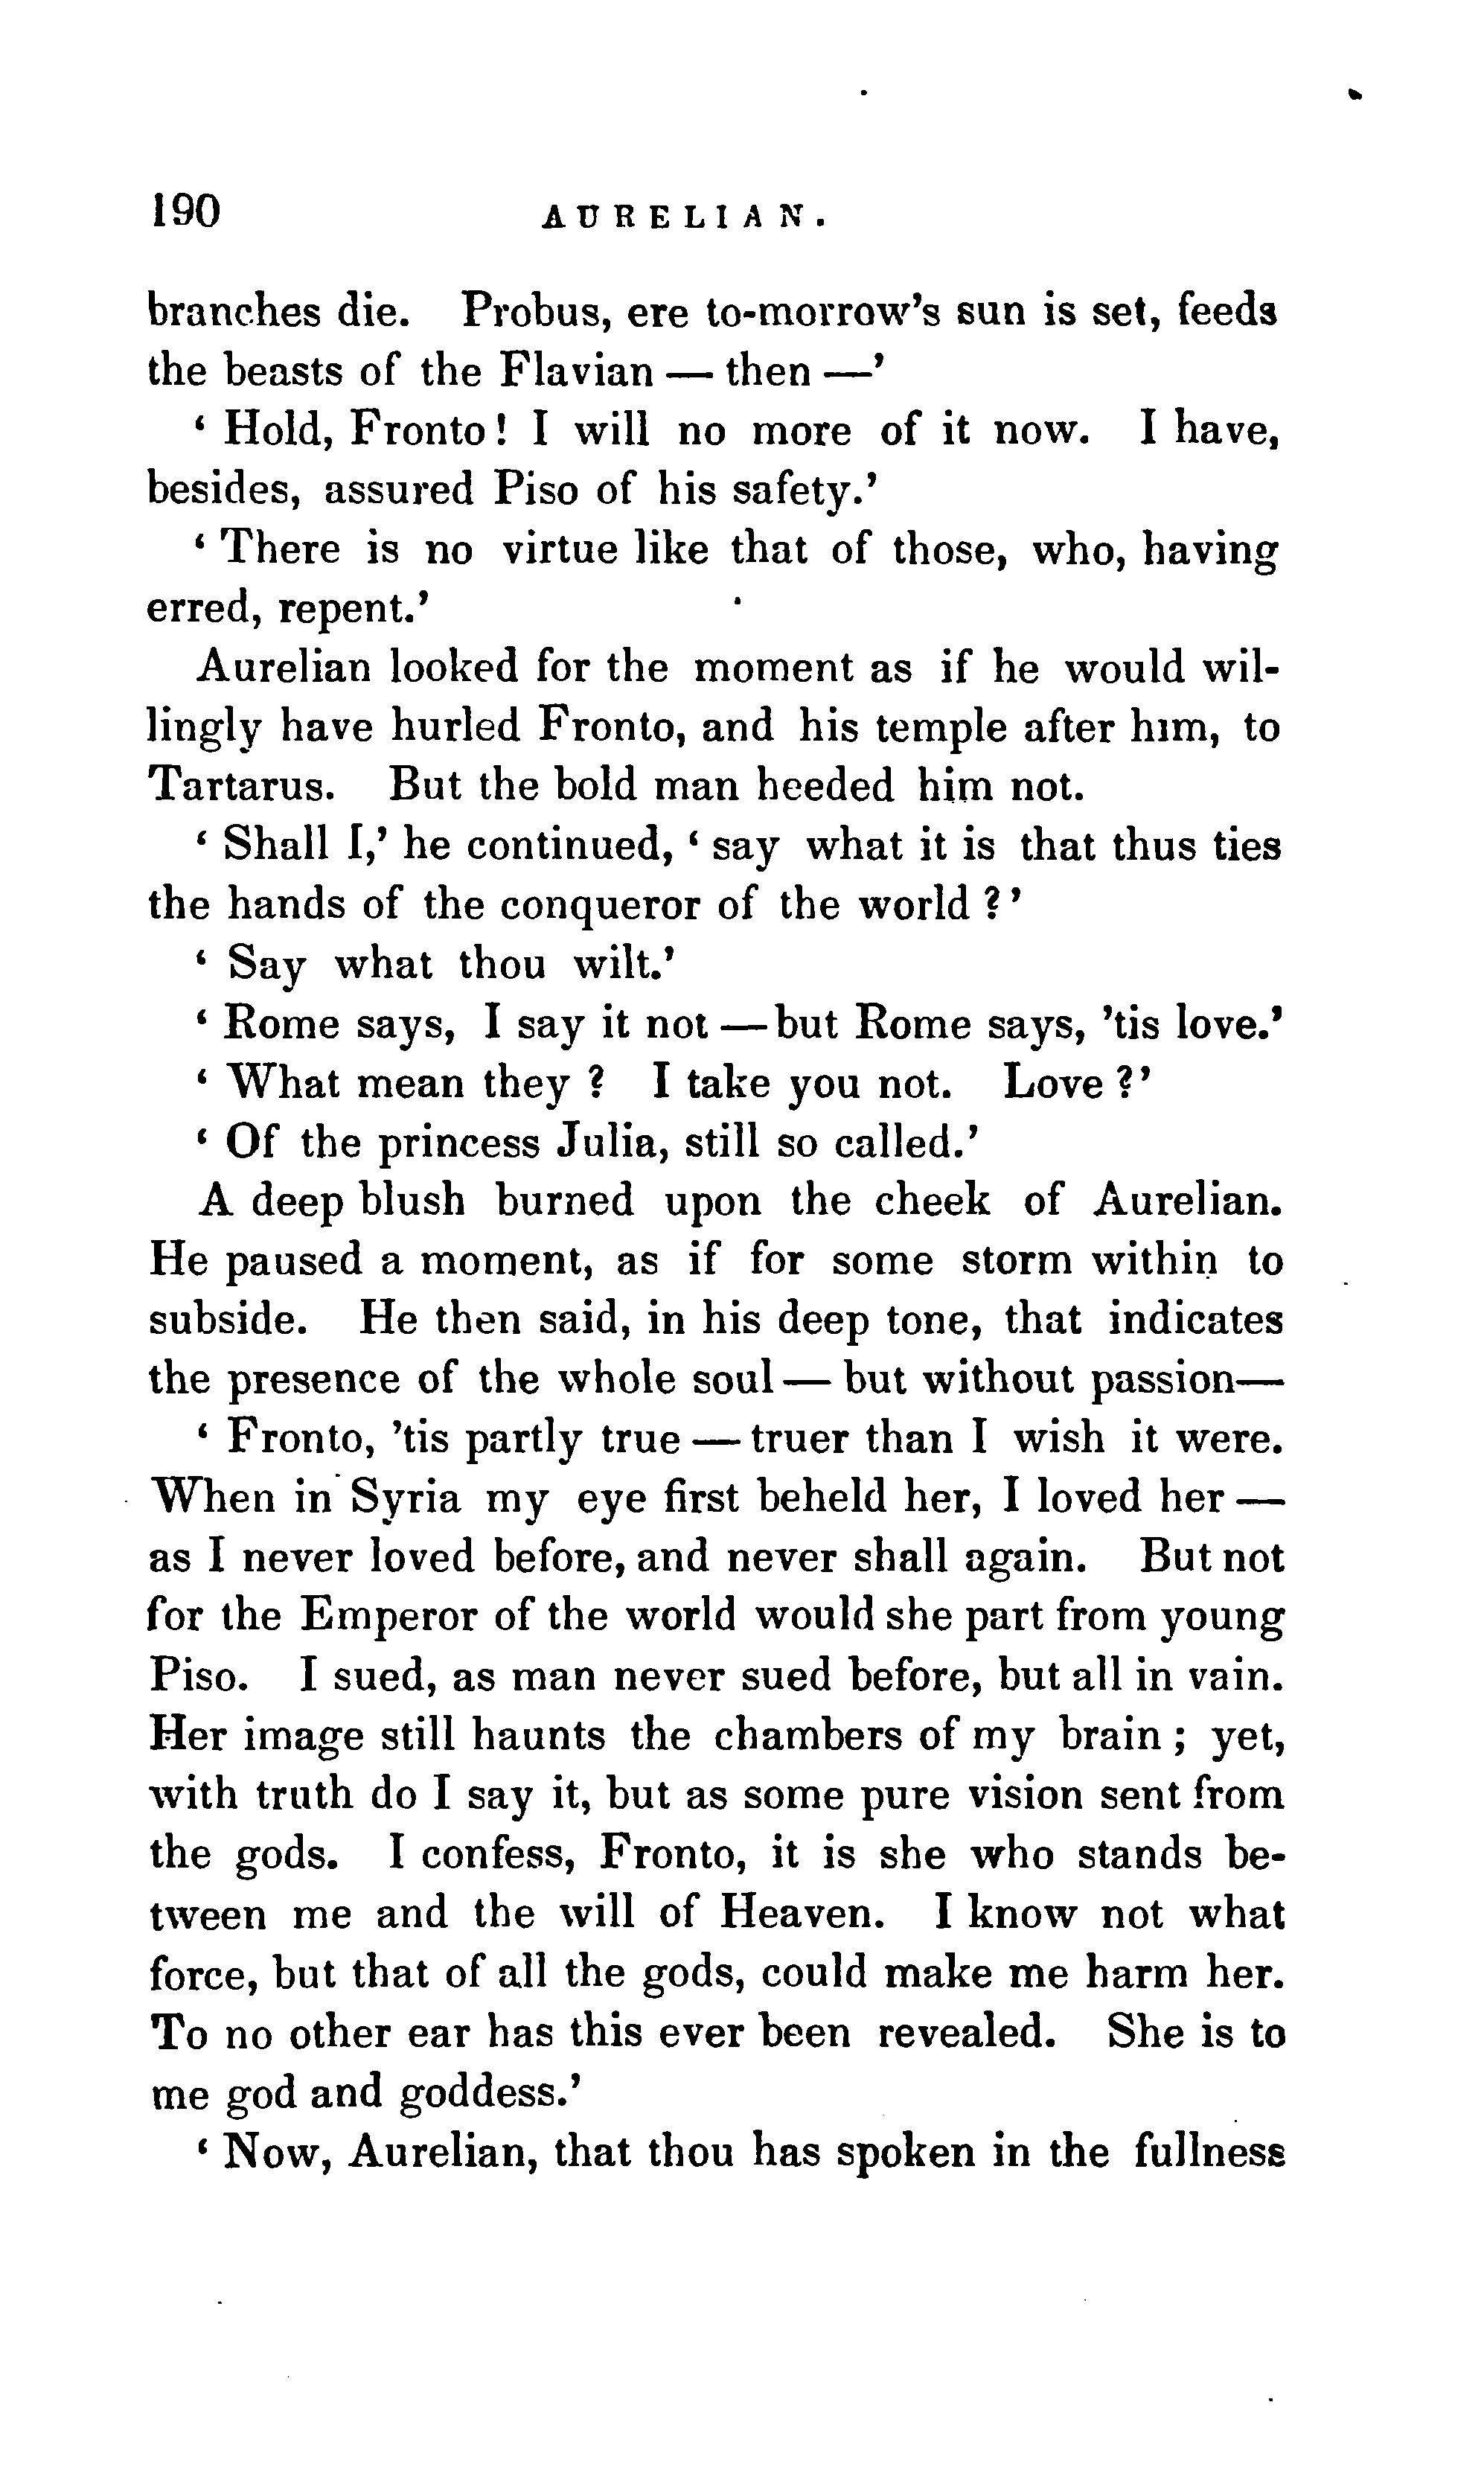 190 AURELIAN.
branches die. Probus, ere to-morrow's sun is set, feeds
the beasts of the Flavian — then —’
‘ Hold, Fronto! I will no more of it now. I have,
besides, assured Piso of his safety.’
‘ There is no virtue like that of those, who, having
erred, repent.’
Aurelian looked for the moment as if he would wil-
lingly have hurled Fronto, and his temple after him, to
Tartarus. But the bold man heeded him not.
‘ Shall I,’ he continued, ‘ say what it is that thus ties
the hands of the conqueror of the world ?’
‘ Say what thou wilt.’
‘ Rome says, I say it not — but Rome says, ’tis love.’
‘ What mean they ? I take you not. Love ?’
‘ Of the princess Julia, still so called.’
A deep blush burned upon the cheek of Aurelian.
He paused a moment, as if for some storm within to
subside. He then said, in his deep tone, that indicates
the presence of the whole soul — but without passion—
‘ Fronto, ’tis partly true — truer than I wish it were.
When in Syria my eye first beheld her, I loved her —
as I never loved before, and never shall again. But not
for the Emperor of the world would she part from young
Piso. I sued, as man never sued before, but all in vain.
Her image still haunts the chambers of my brain ; yet,
with truth do I say it, but as some pure vision sent from
the gods. I confess, Fronto, it is she who stands be-
tween me and the will of Heaven. I know not what
force, but that of all the gods, could make me harm her.
To no other ear has this ever been revealed. She is to
me god and goddess.’
‘ Now, Aurelian, that thou has spoken in the fullness